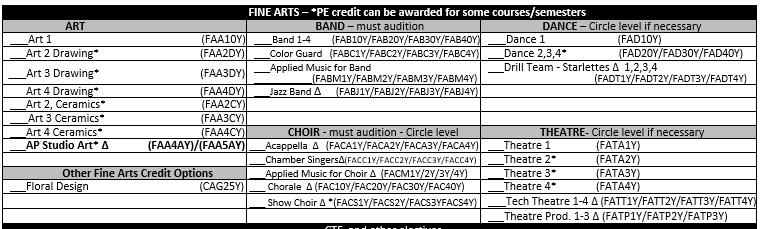 FINE ARTS – *PE credit can be awarded for some courses/semesters
ART
___Art 1 (FAA10Y)
___Art 2 Drawing* (FAA2DY)
___Art 3 Drawing* (FAA3DY)
___Art 4 Drawing* (FAA4DY)
___Art 2, Ceramics* (FAA2CY)
___Art 3 Ceramics* (FAA3CY)
___Art 4 Ceramics* (FAA4CY)
___AP Studio Art* Δ (FAA4AY)/(FAA5AY)
Other Fine Arts Credit Options
___Floral Design (CAG25Y)
BAND – must audition
___Band 1-4 (FAB10Y/FAB20Y/FAB30Y/FAB40Y)
___Color Guard (FABC1Y/FABC2Y/FABC3Y/FABC4Y)
___Applied Music for Band
(FABM1Y/FABM2Y/FABM3Y/FABM4Y)
___Jazz Band Δ (FABJ1Y/FABJ2Y/FABJ3Y/FABJ4Y)
CHOIR - must audition - Circle level
___Acappella Δ (FACA1Y/FACA2Y/FACA3Y/FACA4Y)
___Chamber SingersΔ(FACC1Y/FACC2Y/FACC3Y/FACC4Y)
___Applied Music for Choir Δ (FACM1Y/2Y/3Y/4Y)
___Chorale Δ (FAC10Y/FAC20Y/FAC30Y/FAC40Y)
___Show Choir Δ *(FACS1Y/FACS2Y/FACS3YFACS4Y)
DANCE – Circle level if necessary
___Dance 1 (FAD10Y)
___Dance 2,3,4* (FAD20Y/FAD30Y/FAD40Y)
___Drill Team - Starlettes Δ 1,2,3,4
(FADT1Y/FADT2Y/FADT3Y/FADT4Y)
THEATRE- Circle level if necessary
___Theatre 1 (FATA1Y)
___Theatre 2* (FATA2Y)
___Theatre 3* (FATA3Y)
___Theatre 4* (FATA4Y)
___Tech Theatre 1-4 Δ (FATT1Y/FATT2Y/FATT3Y/FATT4Y)
___Theatre Prod. 1-3 Δ (FATP1Y/FATP2Y/FATP3Y)
CTE and other electives